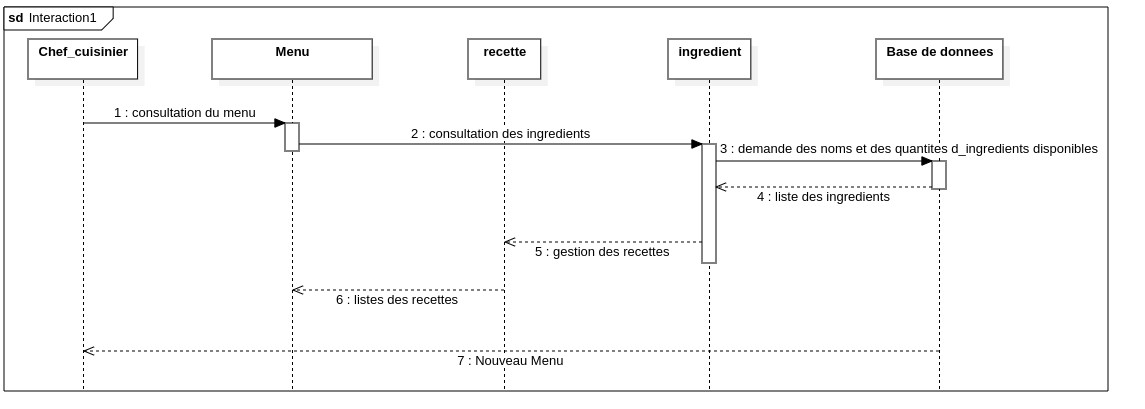 sd Interaction1
Chef_cuisinier
Menu
recette
ingredient
Base de donnees
1 : consultation du menu
2 : consultation des ingredients
3 : demande des noms et des quantites d_ingredients disponibles
4 : liste des ingredients
5 : gestion des recettes
6 : listes des recettes
7 : Nouveau Menu